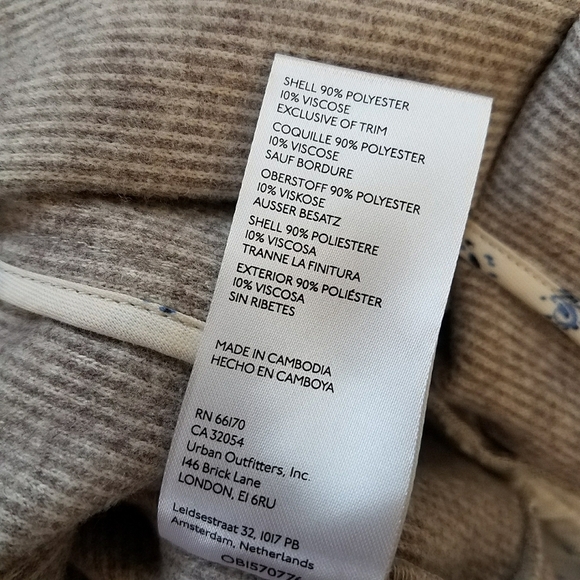 SHELL 90% POLYESTER
10% VISCOSE
EXCLUSIVE OF TRIM
COQUILLE 90% POLYESTER
10% VISCOSE
SAUF BORDURE
OBERSTOFF 90% POLYESTER
10% VISKOSE
AUSSER BESATZ
SHELL 90% POLIESTERE
10% VISCOSA
TRANNE LA FINITURA
EXTERIOR 90% POLIÉSTER
10% VISCOSA
SIN RIBETES
MADE IN CAMBODIA
HECHO EN CAMBOYA
RN 66170
CA 32054
Urban Outfitters, Inc.
146 Brick Lane
LONDON, E1 6RU
Leidsestraat 32, 1017 PB
Amsterdam, Netherlands